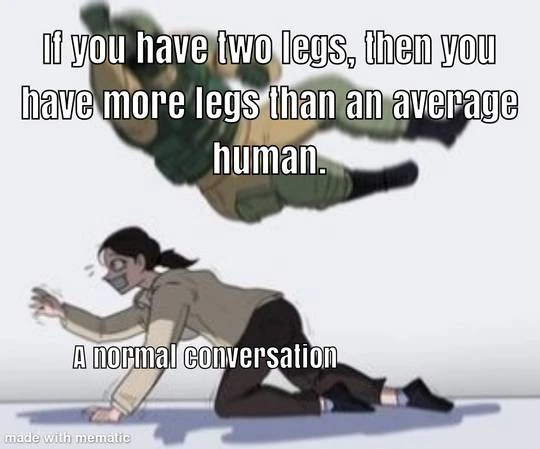 If you have two legs, then you
have more legs than an average
human.
A normal conversation
made with mematic